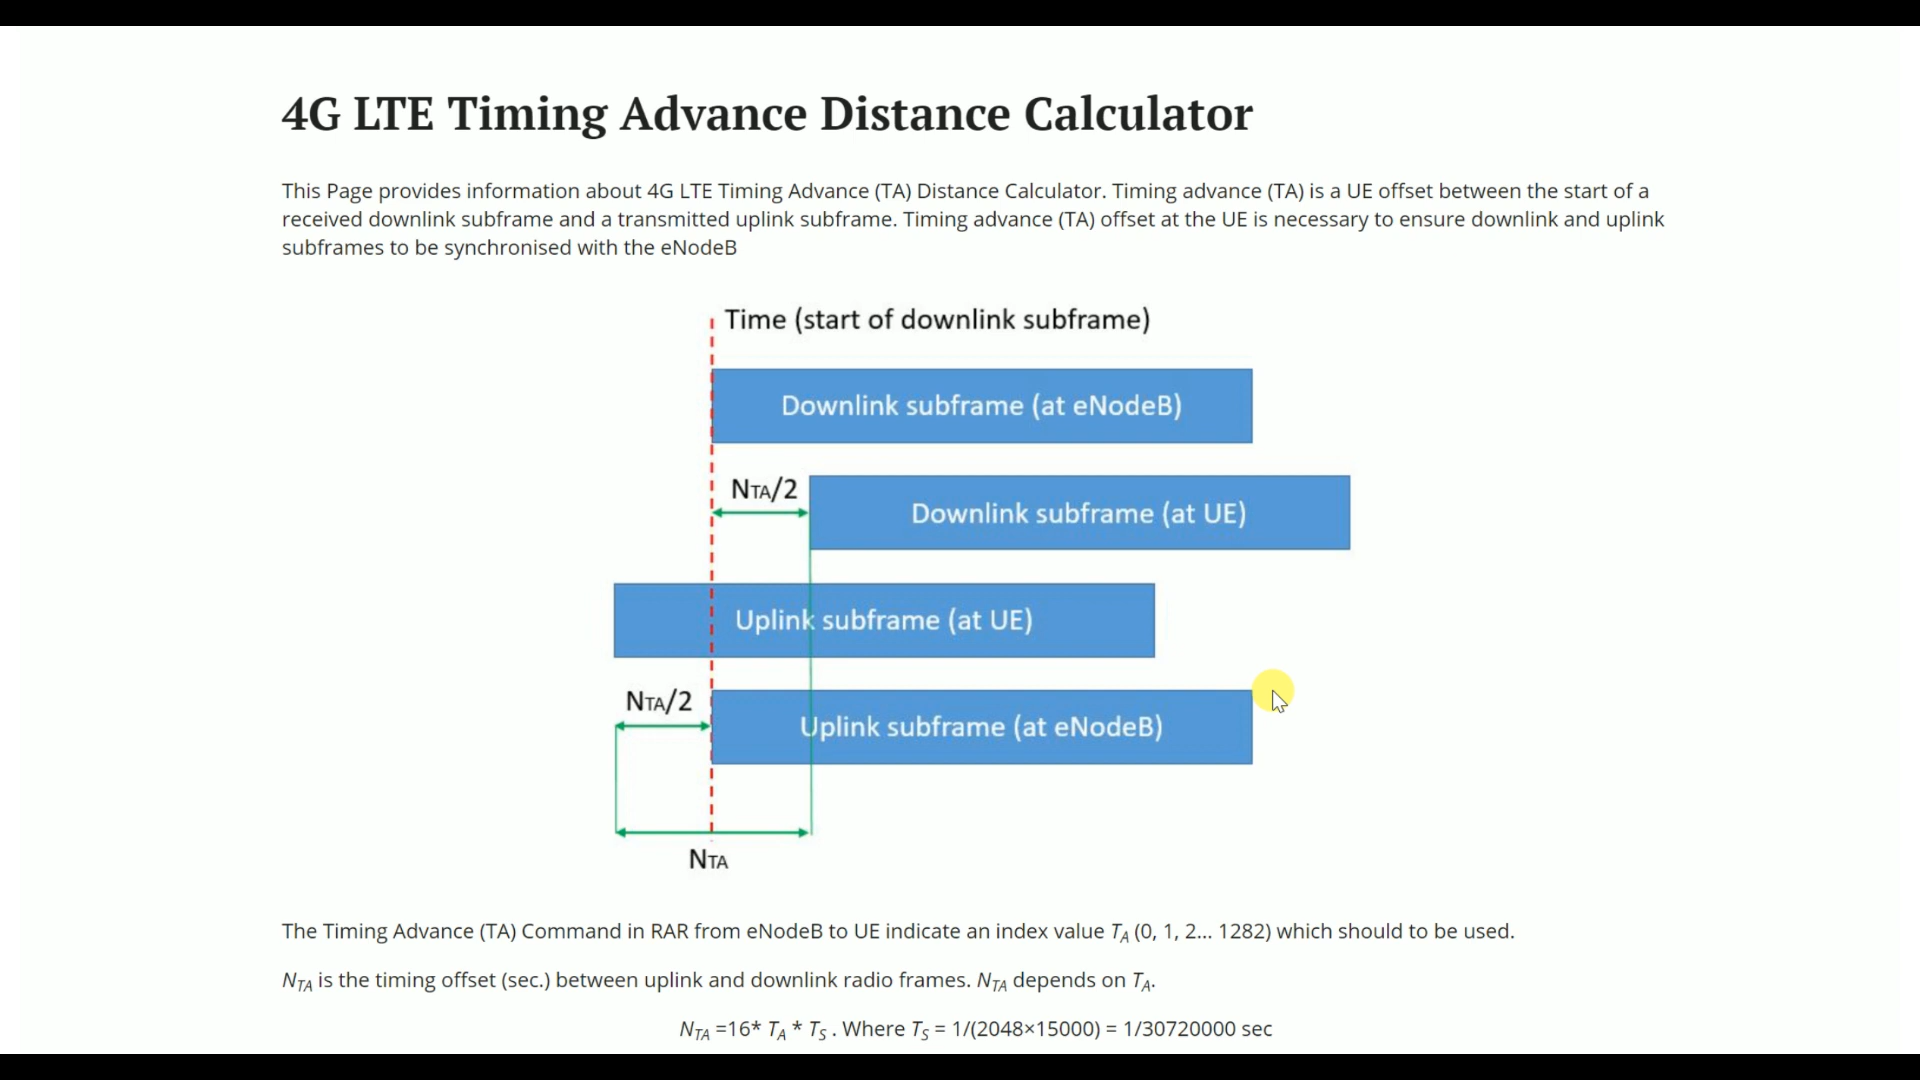 4G LTE Timing Advance Distance Calculator
This Page provides information about 4G LTE Timing Advance (TA) Distance Calculator. Timing advance (TA) is a UE offset between the start of a
received downlink subframe and a transmitted uplink subframe. Timing advance (TA) offset at the UE is necessary to ensure downlink and uplink
subframes to be synchronised with the eNodeB
Time (start of downlink subframe)
Downlink subframe (at eNodeB)
NTA/2
Downlink subframe (at UE)
Uplink subframe (at UE)
NTA/2
Uplink subframe (at eNodeB)
NTA
The Timing Advance (TA) Command in RAR from eNodeB to UE indicate an index value TA (0, 1, 2... 1282) which should to be used.
NTA is the timing offset (sec.) between uplink and downlink radio frames. NTA depends on TA.
NTA =16* TA * TS . Where TS = 1/(2048×15000) = 1/30720000 sec